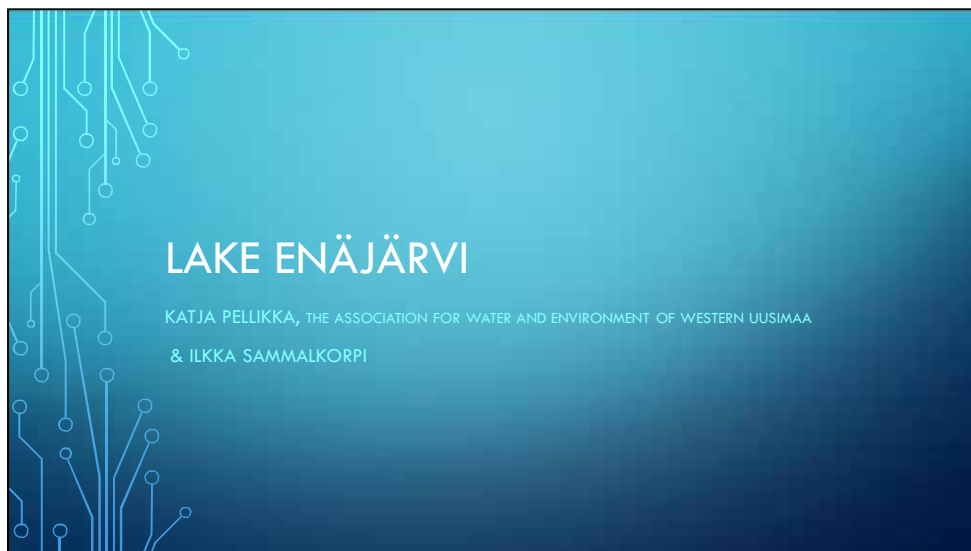 LAKE ENÄJÄRVI
KATJA PELLIKKA, THE ASSOCIATION FOR WATER AND ENVIRONMENT OF WESTERN UUSIMAA
& ILKKA SAMMALKORPI